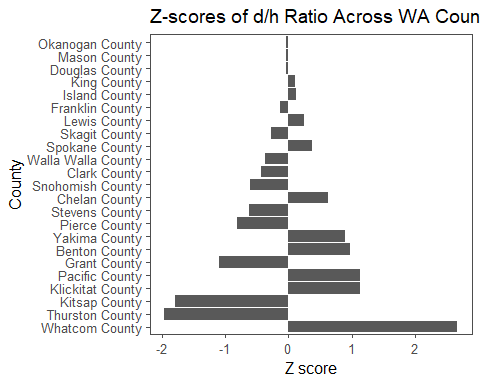 Z-scores of d/h Ratio Across WA Coun
Okanogan County
Mason County
Douglas County
King County
Island County
Franklin County
Lewis County
Skagit County
Spokane County
Walla Walla County
Clark County
Snohomish County
Chelan County
Stevens County
Pierce County
Yakima County
Benton County
Grant County
Pacific County
Klickitat County
Kitsap County
Thurston County
Whatcom County
County
-2 -1 0 1 2
Z score